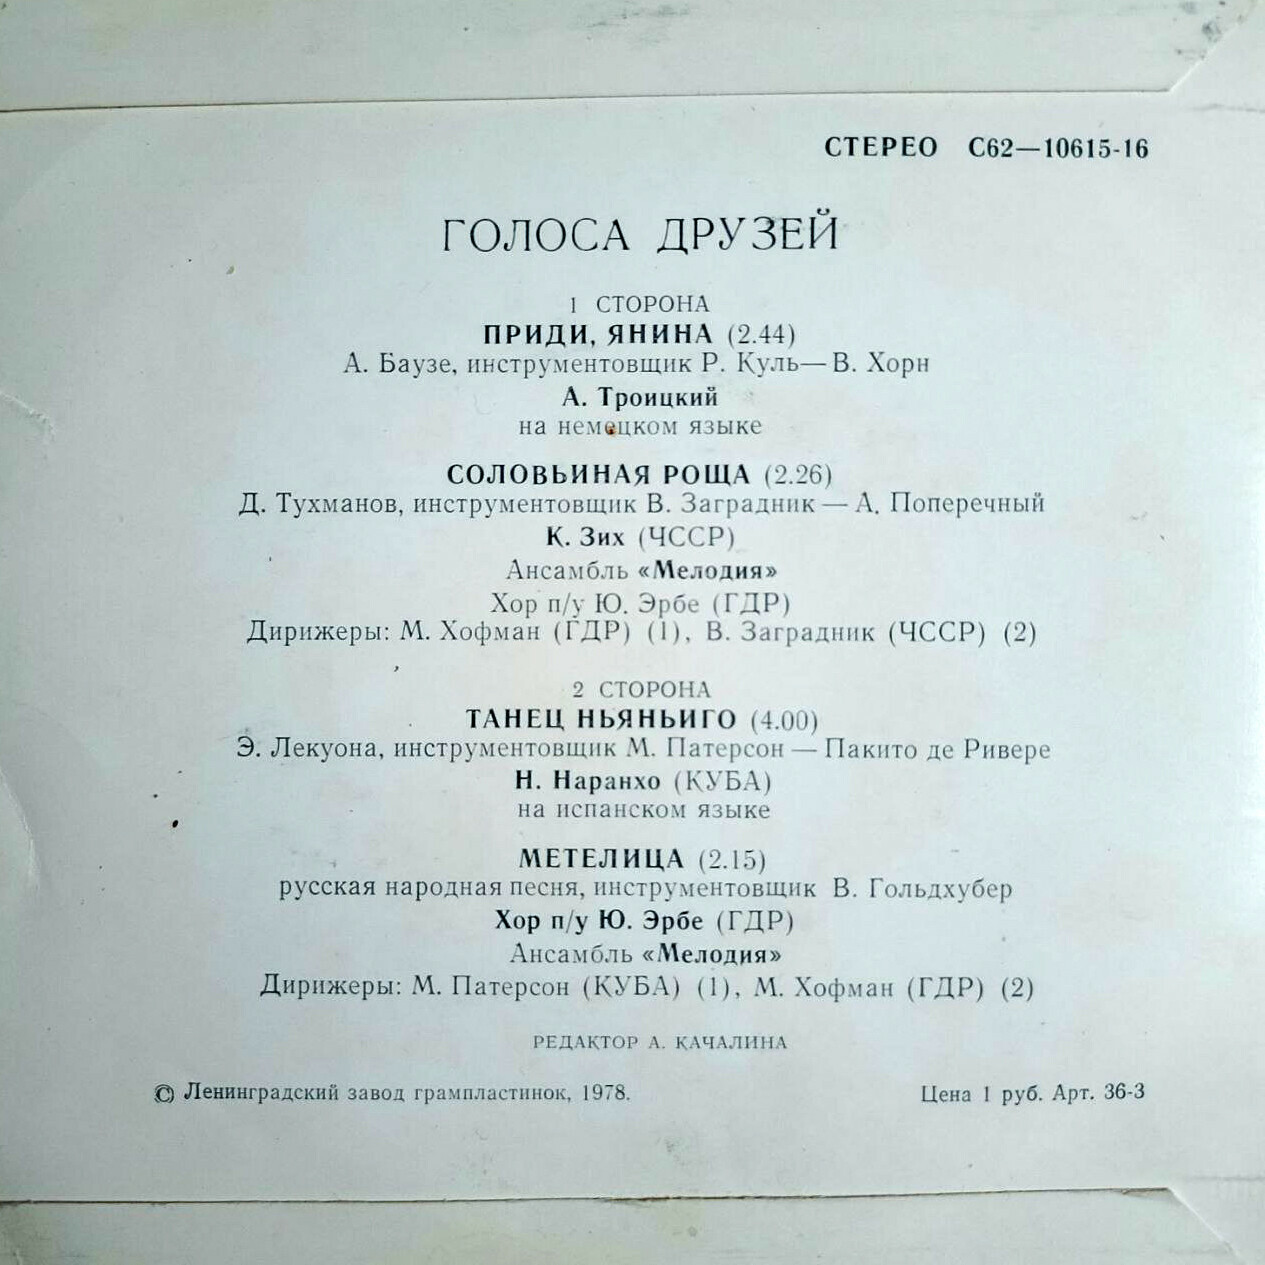 СТЕРЕО С62—10615-16
ГОЛОСА ДРУЗЕЙ
1 СТОРОНА
ПРИДИ, ЯНИНА (2.44)
А. Баузе, инструментовщик Р. Куль—В. Хорн
А. Троицкий
на немецком языке
СОЛОВЬИНАЯ РОЩА (2.26)
Д. Тухманов, инструментовщик В. Заградник — А. Поперечный
К. Зих (ЧССР)
Ансамбль «Мелодия»
Хор п/у Ю. Эрбе (ГДР)
Дирижеры: М. Хофман (ГДР) (1), В. Заградник (ЧССР) (2)
2 СТОРОНА
ТАНЕЦ НЬЯНЬИГО (4.00)
Э. Лекуона, инструментовщик М. Патерсон — Пакито де Ривере
Н. Наранхо (КУБА)
на испанском языке
МЕТЕЛИЦА (2.15)
русская народная песня, инструментовщик В. Гольдхубер
Хор п/у Ю. Эрбе (ГДР)
Ансамбль «Мелодия»
Дирижеры: М. Патерсон (КУБА) (1), М. Хофман (ГДР) (2)
РЕДАКТОР А. КАЧАЛИНА
© Ленинградский завод грампластинок, 1978. Цена 1 руб. Арт. 36-3